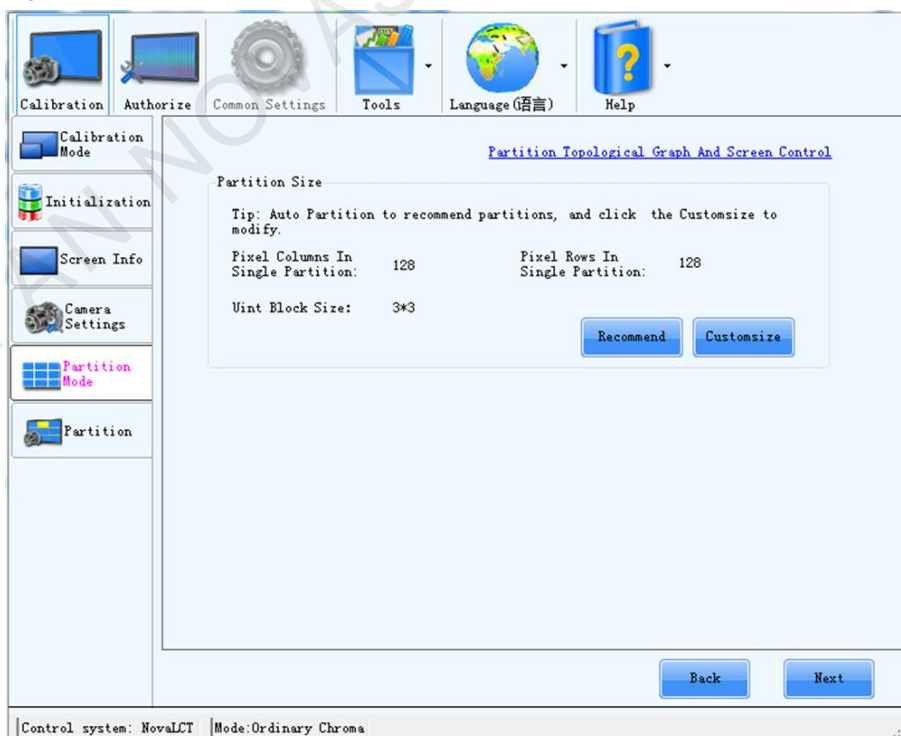 Calibration
Authorize
Common Settings
Tools
Language(语言)
Help
Calibration
Mode
Initialization
Screen Info
Camera
Settings
Partition
Mode
Partition
Partition Topological Graph And Screen Control
Partition Size
Tip: Auto Partition to recommend partitions, and click the Customsize to
modify.
Pixel Columns In
Single Partition:
128
Pixel Rows In
Single Partition:
128
Uint Block Size:
3*3
Recommend
Customsize
Back
Next
Control system: NovaLCT
Mode:Ordinary Chroma